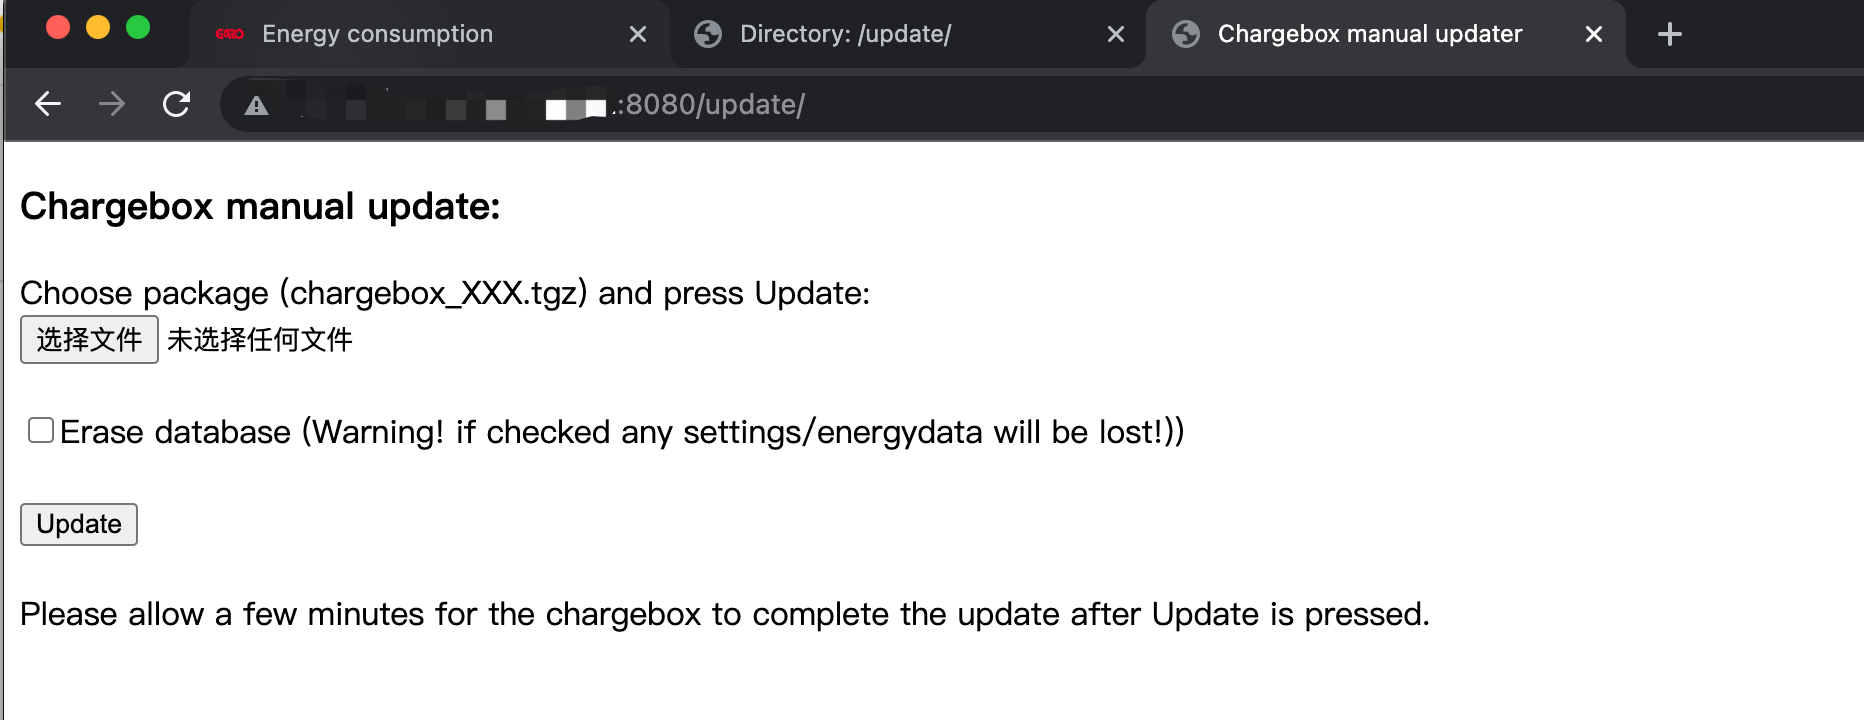 GARO Energy consumption
Directory: /update/
Chargebox manual updater
:8080/update/
Chargebox manual update:
Choose package (chargebox_XXX.tgz) and press Update:
选择文件 未选择任何文件
Erase database (Warning! if checked any settings/energydata will be lost!))
Update
Please allow a few minutes for the chargebox to complete the update after Update is pressed.